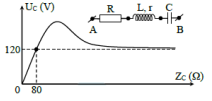 U_C (V)
R L, r C
A B
120
0 80 Z_C (Ω)